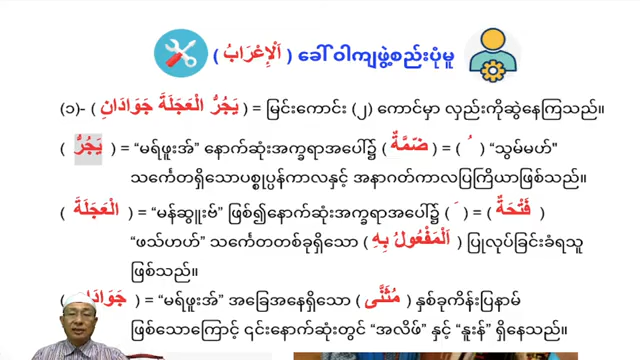 ( اَلْإِعْرَابُ ) ခေါ် ဝါကျဖွဲ့စည်းပုံမူ
(၁)- ( يَجُرُّ الْعَجَلَةَ جَوَادَانِ ) = မြင်းကောင်း (၂) ကောင်မှာ လှည်းကိုဆွဲနေကြသည်။
( يَجُرُّ ) = “မရ်ဖူးအ်” နောက်ဆုံးအက္ခရာအပေါ်၌ ( ضَمَّةٌ ) = ( ُ ) “သွမ်မဟ်"
သင်္ကေတရှိသောပစ္စုပ္ပန်ကာလနှင့် အနာဂတ်ကာလပြကြိယာဖြစ်သည်။
( الْعَجَلَةَ ) = “မန်ဆွူးဗ်” ဖြစ်၍နောက်ဆုံးအက္ခရာအပေါ်၌ ( َ ) = ( فَتْحَةٌ )
“ဖသ်ဟဟ်” သင်္ကေတတစ်ခုရှိသော ( اَلْمَفْعُولُ بِهِ ) ပြုလုပ်ခြင်းခံရသူ
ဖြစ်သည်။
( جَوَادَانِ ) = “မရ်ဖူးအ်” အခြေအနေရှိသော ( مُثَنًّى ) နှစ်ခုကိန်းပြနာမ်
ဖြစ်သောကြောင့် ၎င်းနောက်ဆုံးတွင် “အလိဖ်” နှင့် “နူးန်” ရှိနေသည်။